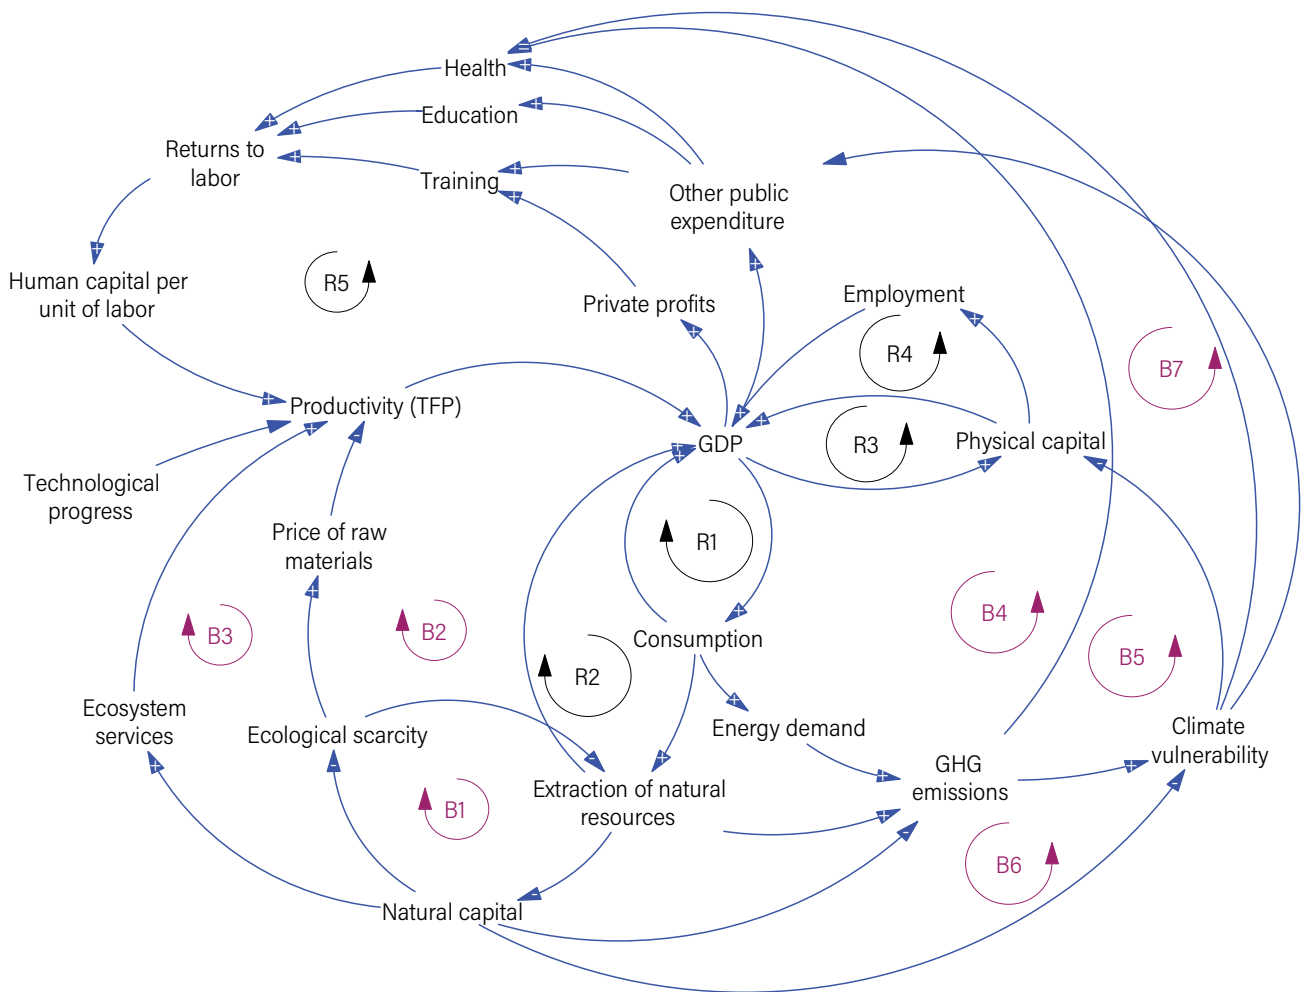 Health
Education
Returns to
labor
Training
Other public
expenditure
Human capital per
unit of labor
R5
Private profits
Employment
R4
B7
Productivity (TFP)
GDP
R3
Physical capital
Technological
progress
Price of raw
materials
R1
B3
B2
Consumption
B4
B5
R2
Ecosystem
services
Ecological scarcity
Energy demand
Climate
vulnerability
Extraction of natural
resources
GHG
emissions
B1
B6
Natural capital